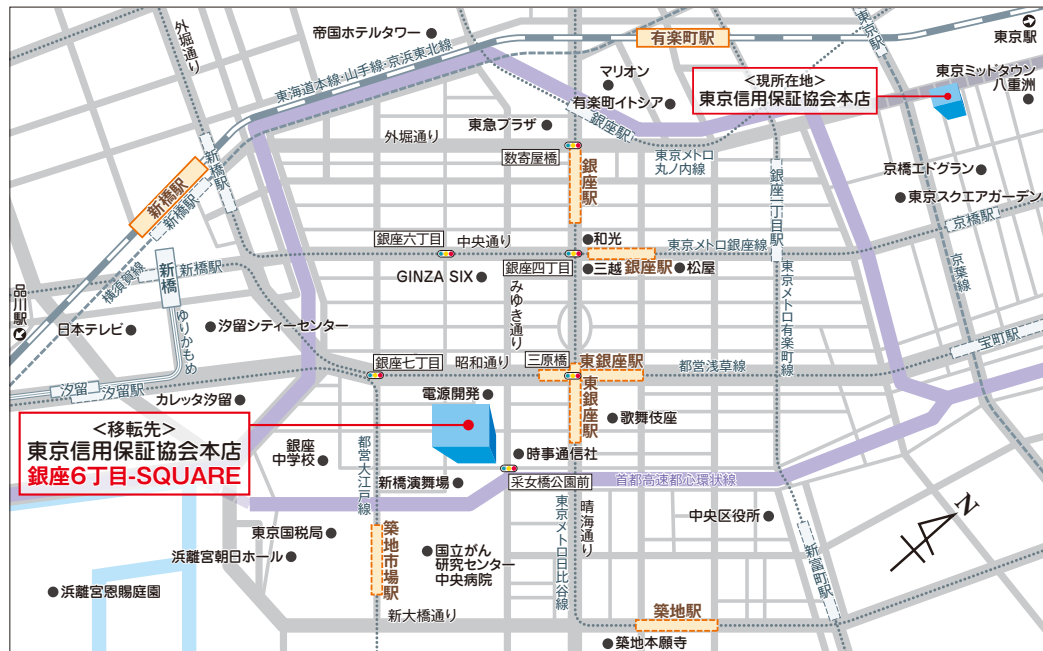 外堀通り
帝国ホテルタワー
東海道本線・山手線・京浜東北線
有楽町駅
東京駅
東京駅
マリオン
有楽町イトシア
<現所在地>
東京信用保証協会本店
東京ミッドタウン
八重洲
東急プラザ
銀座駅
外堀通り
数寄屋橋
東京メトロ
丸ノ内線
銀座駅
銀座一丁目駅
京橋エドグラン
東京スクエアガーデン
京橋駅
新橋駅
新橋駅
新橋駅
銀座六丁目
中央通り
和光
東京メトロ銀座線
GINZA SIX
銀座四丁目
三越
銀座駅
松屋
京葉線
横須賀線
新橋駅
新橋
品川駅
みゆき通り
東京メトロ有楽町線
日本テレビ
ゆりかもめ
汐留シティーセンター
宝町駅
銀座七丁目
昭和通り
三原橋
東銀座駅
都営浅草線
汐留
汐留駅
カレッタ汐留
電源開発
東銀座駅
歌舞伎座
<移転先>
東京信用保証協会本店
銀座6丁目-SQUARE
銀座
中学校
都営大江戸線
時事通信社
新橋演舞場
采女橋公園前
首都高速都心環状線
東京国税局
築地市場駅
東京メトロ日比谷線
晴海通り
中央区役所
N
浜離宮朝日ホール
国立がん
研究センター
中央病院
新富町駅
浜離宮恩賜庭園
新大橋通り
築地駅
築地本願寺